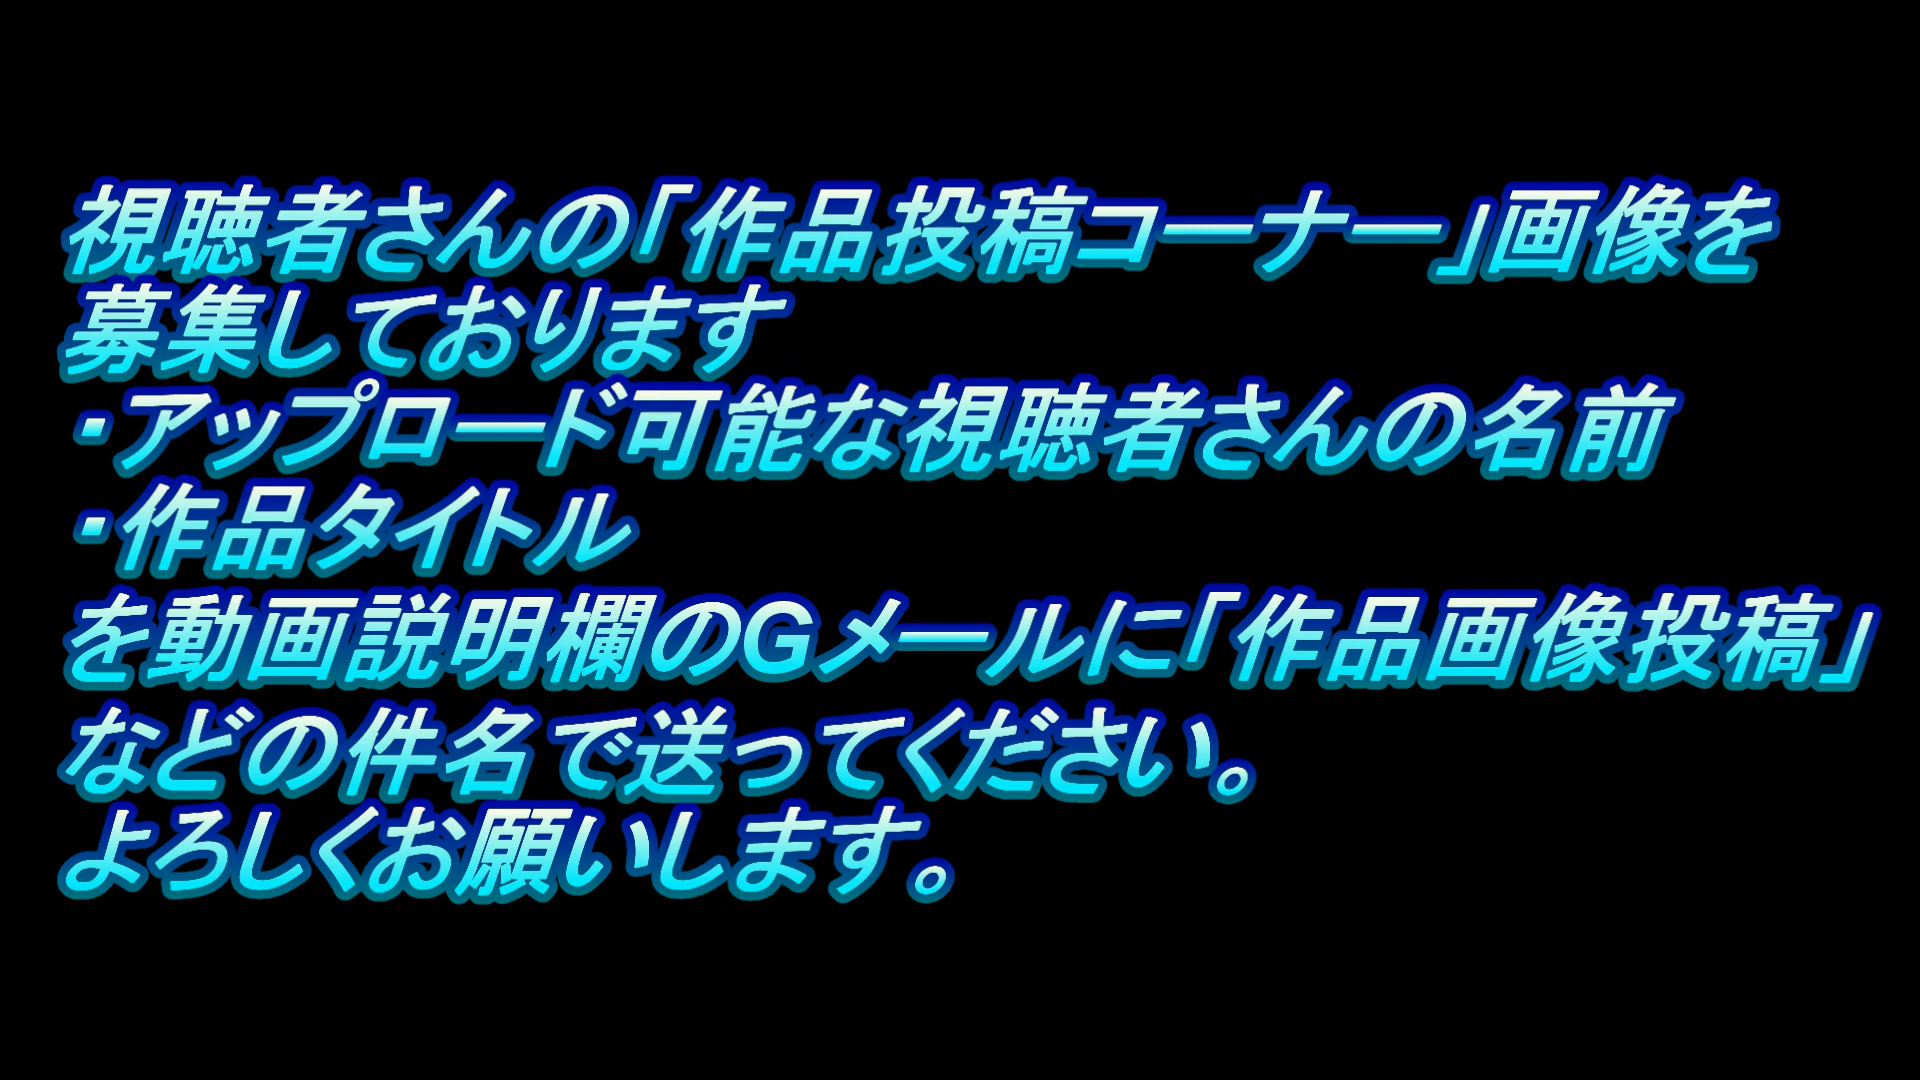 視聴者さんの「作品投稿コーナー」画像を
募集しております
・アップロード可能な視聴者さんの名前
・作品タイトル
を動画説明欄のGメールに「作品画像投稿」
などの件名で送ってください。
よろしくお願いします。